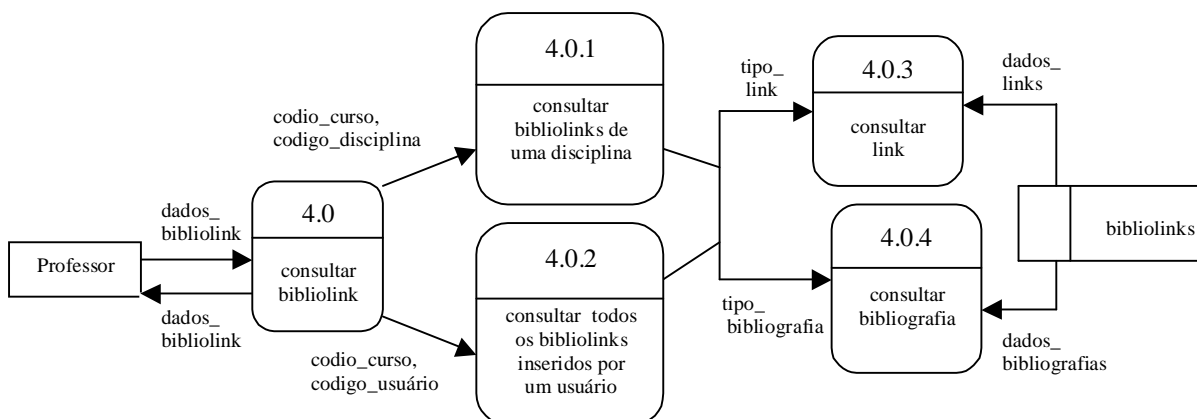 4.0.1
consultar
bibliolinks de
uma disciplina
tipo_
link
4.0.3
consultar
link
dados_
links
codio_curso,
codigo_disciplina
4.0
consultar
bibliolink
dados_
bibliolink
Professor
dados_
bibliolink
4.0.2
consultar todos
os bibliolinks
inseridos por
um usuário
codio_curso,
codigo_usuário
tipo_
bibliografia
4.0.4
consultar
bibliografia
bibliolinks
dados_
bibliografias